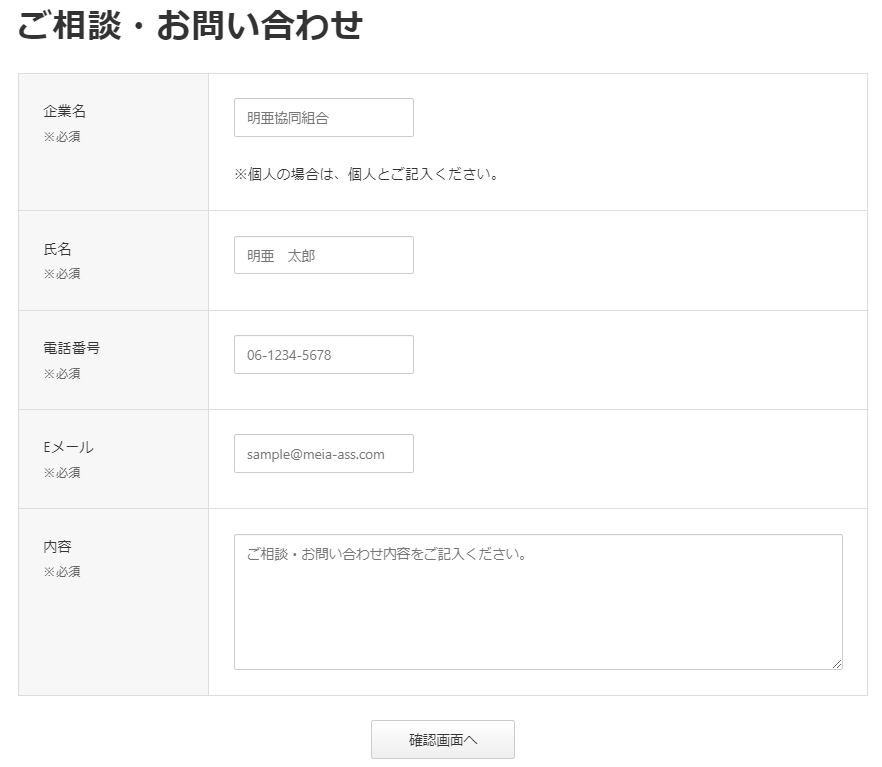 ご相談・お問い合わせ
企業名
※必須
明亜協同組合
※個人の場合は、個人とご記入ください。
氏名
※必須
明亜　太郎
電話番号
※必須
06-1234-5678
Eメール
※必須
sample@meia-ass.com
内容
※必須
ご相談・お問い合わせ内容をご記入ください。
確認画面へ